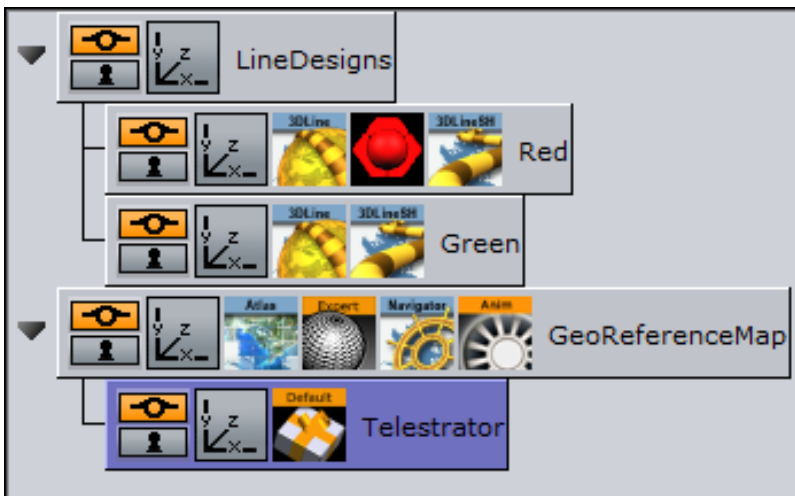 y z x LineDesigns
3DLine 3DLineSH
y z x Red
3DLine 3DLineSH
y z x Green
Atlas Expert Navigator Anim
y z x GeoReferenceMap
Default
y z x Telestrator